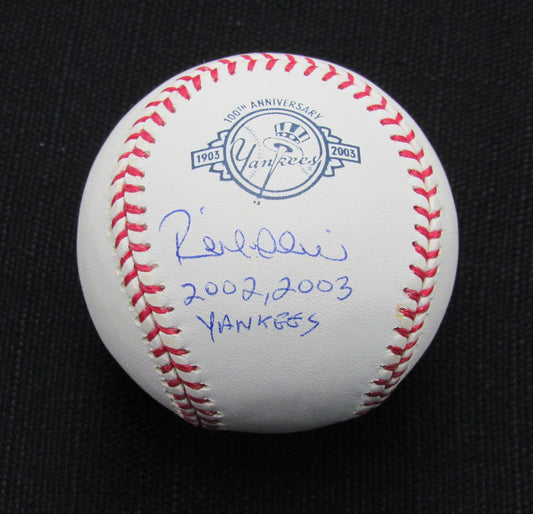 100TH ANNIVERSARY
1903 Yankees 2003
2002, 2003
YANKEES